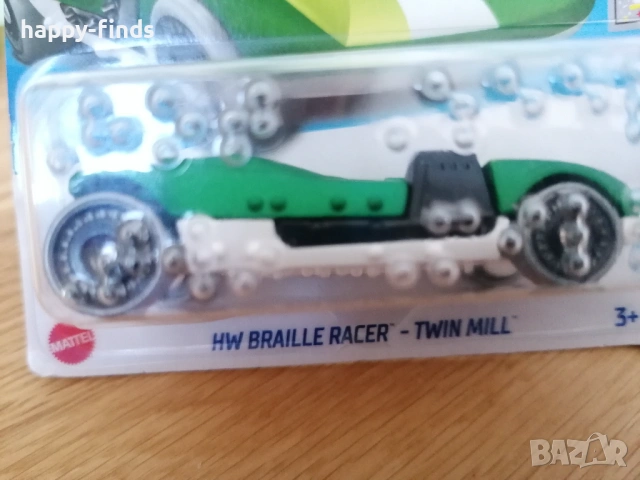 happy-finds
HW BRAILLE RACER™ - TWIN MILL™
3+
MATTEL
BAZAR